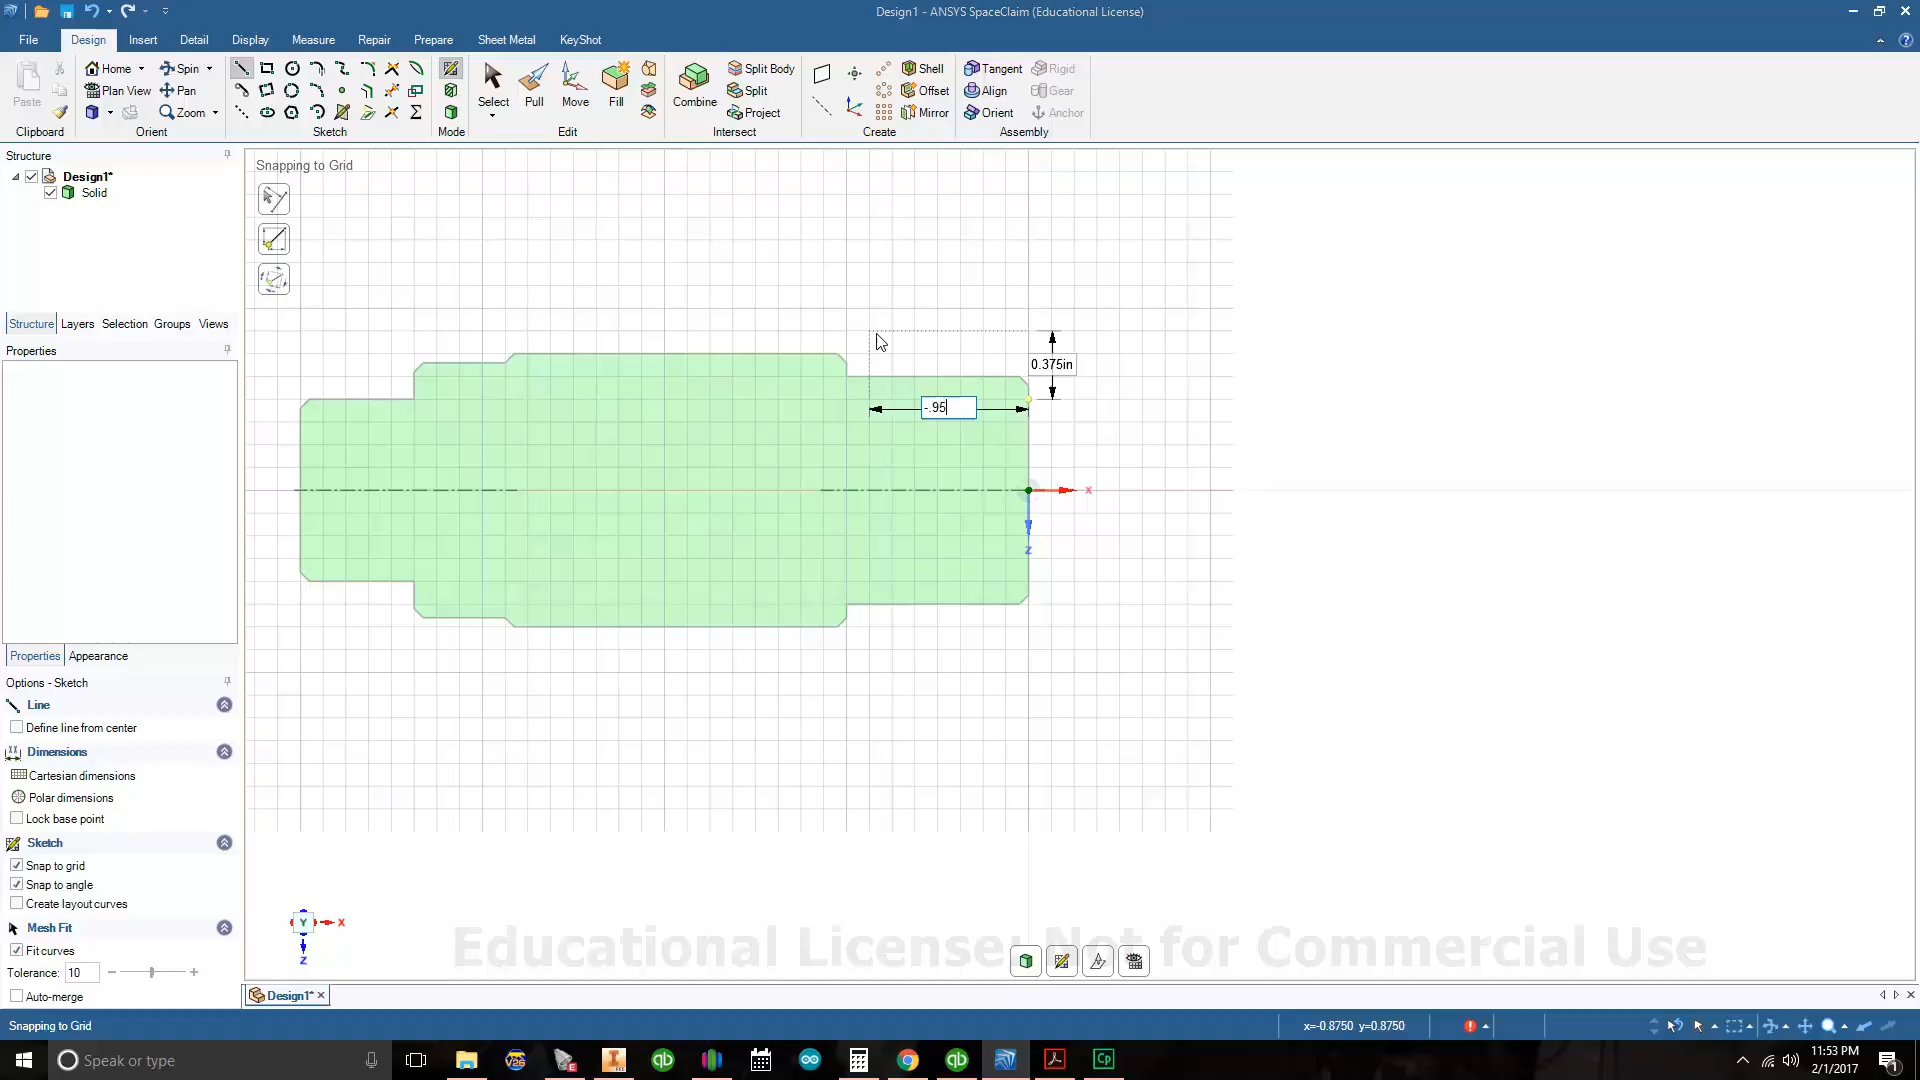 Design1 - ANSYS SpaceClaim (Educational License)
File Design Insert Detail Display Measure Repair Prepare Sheet Metal KeyShot
Paste Home Spin Select Pull Move Fill Combine Split Body Shell Tangent Rigid
Plan View Pan Split Offset Align Gear
Zoom Project Mirror Orient Anchor
Clipboard Orient Sketch Mode Edit Intersect Create Assembly
Structure
Design1*
Solid
Structure Layers Selection Groups Views
Properties
Properties Appearance
Options - Sketch
Line
Define line from center
Dimensions
Cartesian dimensions
Polar dimensions
Lock base point
Sketch
Snap to grid
Snap to angle
Create layout curves
Mesh Fit
Fit curves
Tolerance: 10
Auto-merge
Snapping to Grid
0.375in
-.95
X
Z
Y X
Z
Educational License: Not for Commercial Use
Design1*
Snapping to Grid x=-0.8750 y=0.8750
Speak or type
11:53 PM
2/1/2017